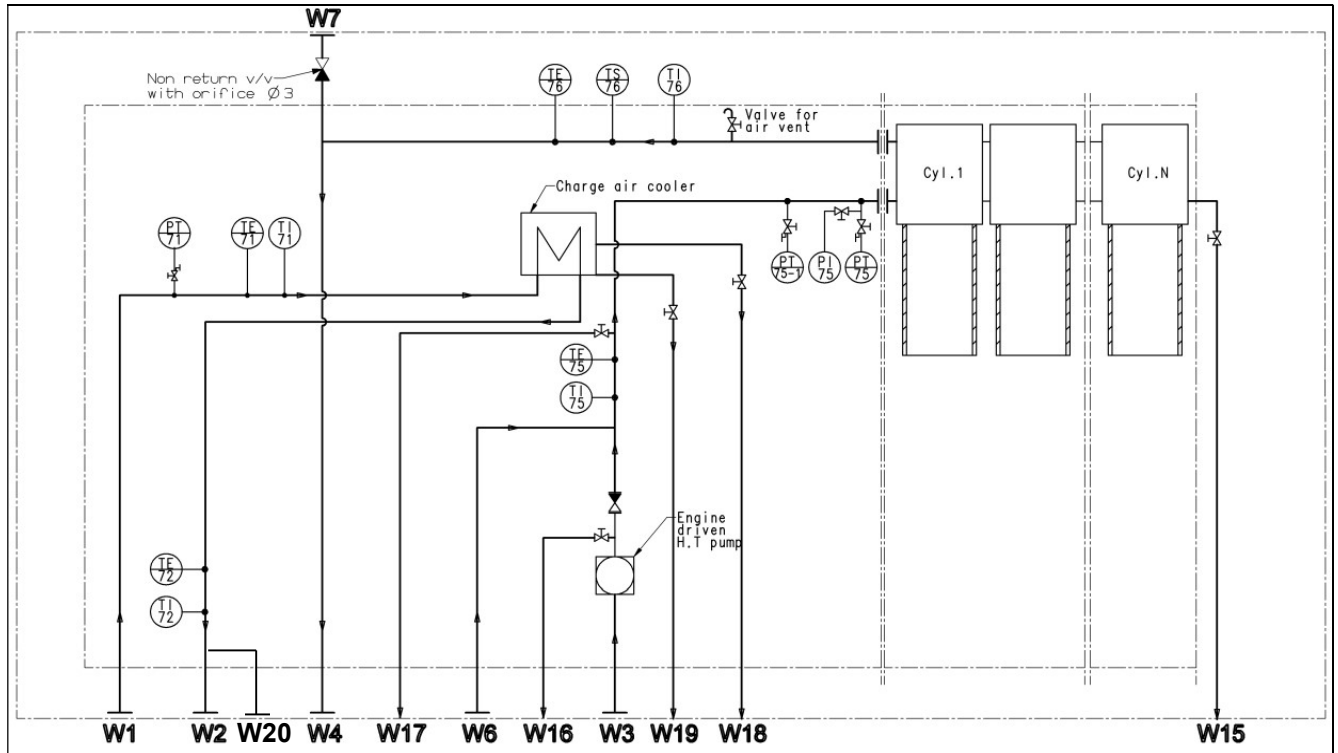 W7
Non return v/v
with orifice Ø3
TE
76
TS
76
TI
76
Valve for
air vent
Cyl.1
Cyl.N
Charge air cooler
PT
71
TE
71
TI
71
PT
75-1
PI
75
PT
75
TE
75
TI
75
Engine
driven
H.T pump
TE
72
TI
72
W1
W2
W20
W4
W17
W6
W16
W3
W19
W18
W15